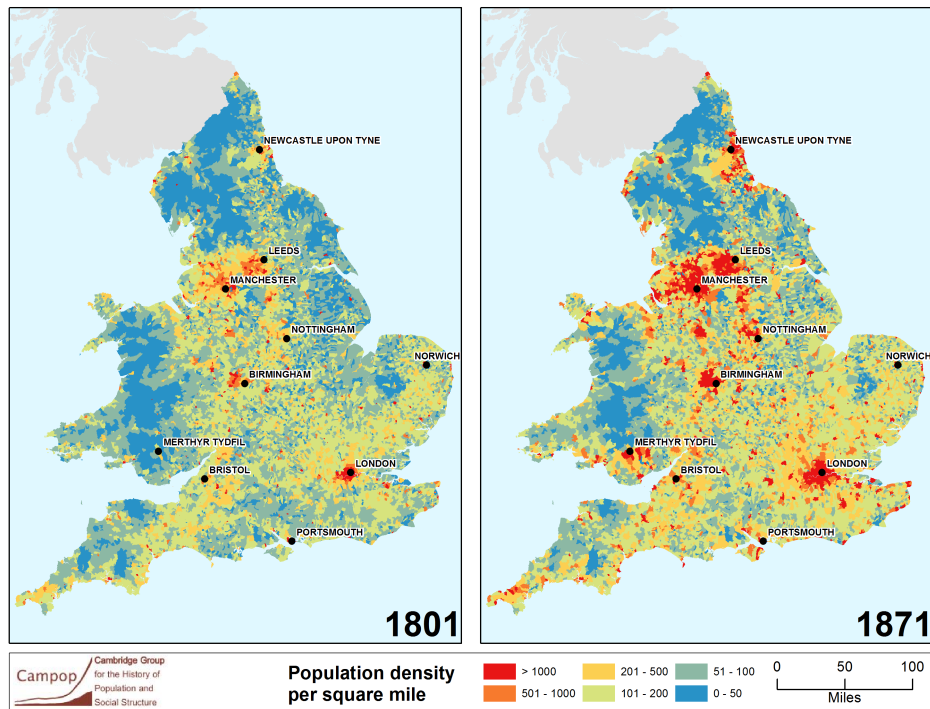 NEWCASTLE UPON TYNE
LEEDS
MANCHESTER
NOTTINGHAM
NORWICH
BIRMINGHAM
MERTHYR TYDFIL
BRISTOL
LONDON
PORTSMOUTH
1801
NEWCASTLE UPON TYNE
LEEDS
MANCHESTER
NOTTINGHAM
NORWICH
BIRMINGHAM
MERTHYR TYDFIL
BRISTOL
LONDON
PORTSMOUTH
1871
Campop
Cambridge Group
for the History of
Population and
Social Structure
Population density
per square mile
> 1000
201 - 500
51 - 100
501 - 1000
101 - 200
0 - 50
0 50 100
Miles